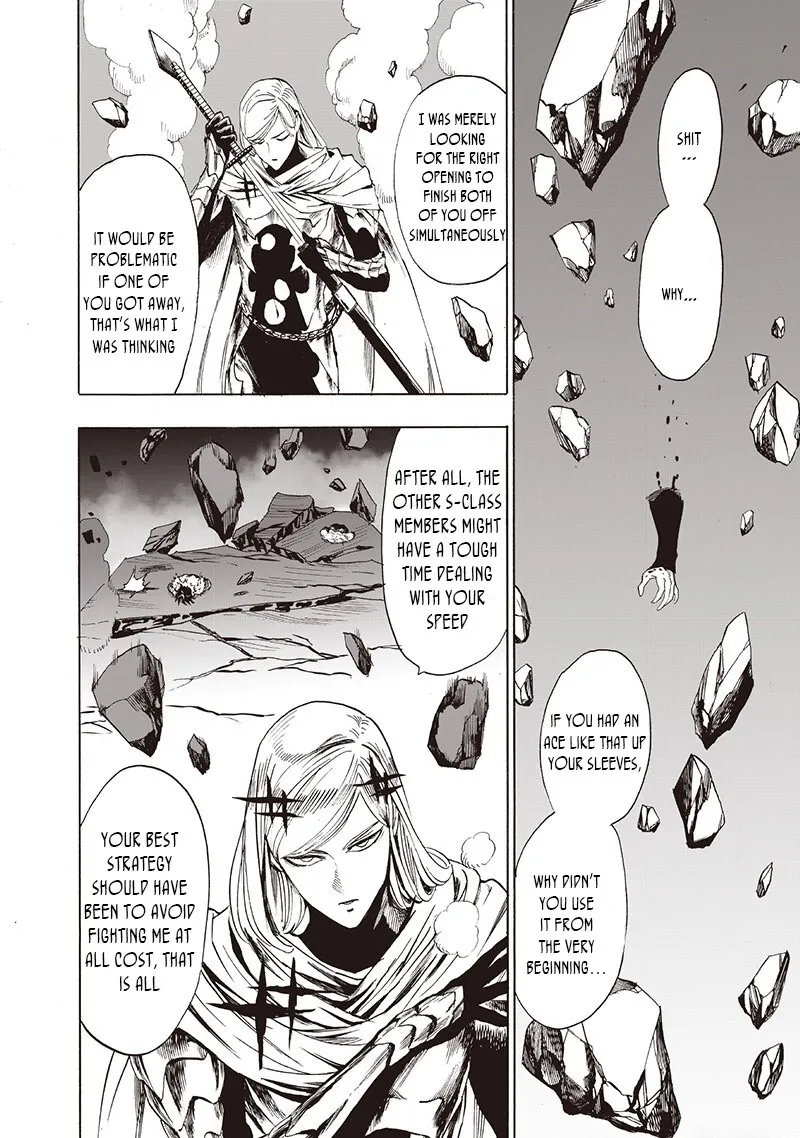 SHIT
...
WHY...
IF YOU HAD AN
ACE LIKE THAT UP
YOUR SLEEVES,
WHY DIDN'T
YOU USE
IT FROM
THE VERY
BEGINNING...
I WAS MERELY
LOOKING
FOR THE RIGHT
OPENING TO
FINISH BOTH
OF YOU OFF
SIMULTANEOUSLY
IT WOULD BE
PROBLEMATIC
IF ONE OF
YOU GOT AWAY,
THAT'S WHAT I
WAS THINKING
AFTER ALL, THE
OTHER S-CLASS
MEMBERS MIGHT
HAVE A TOUGH
TIME DEALING
WITH YOUR
SPEED
YOUR BEST
STRATEGY
SHOULD HAVE
BEEN TO AVOID
FIGHTING ME AT
ALL COST, THAT
IS ALL